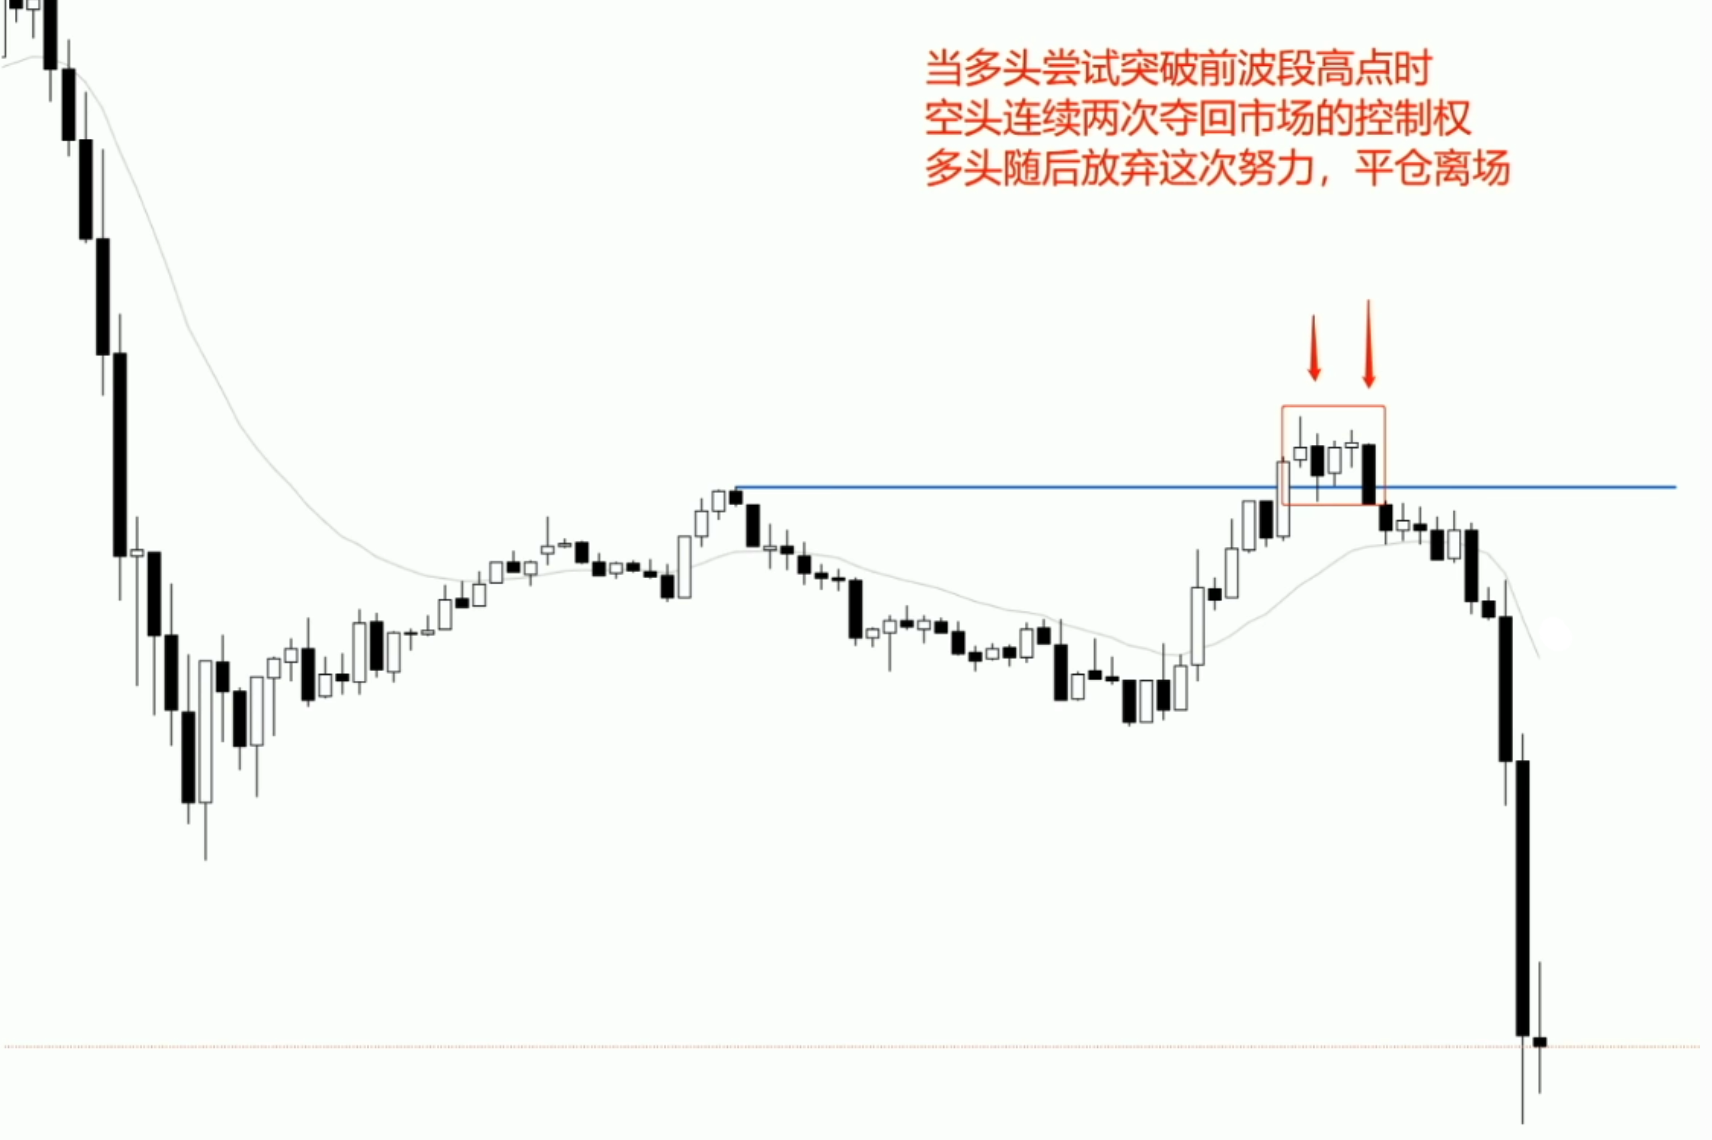 当多头尝试突破前波段高点时
空头连续两次夺回市场的控制权
多头随后放弃这次努力，平仓离场